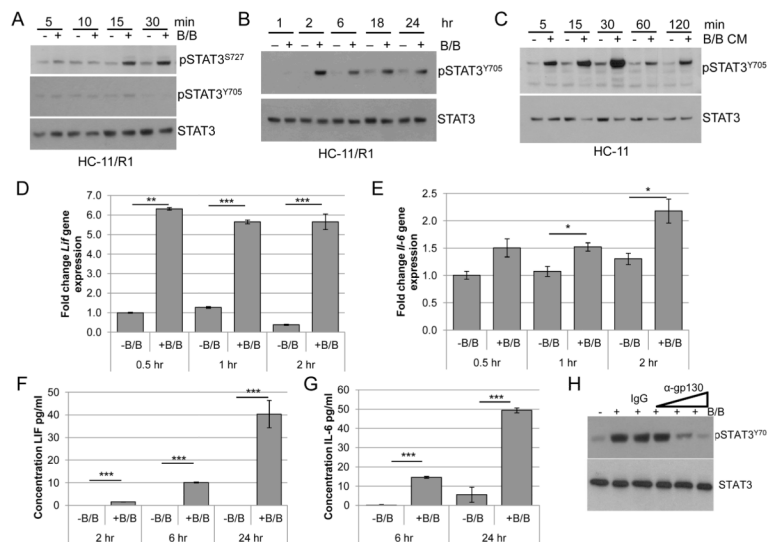 A
5 10 15 30 min
- + - + - + - + B/B
pSTAT3S727
pSTAT3Y705
STAT3
HC-11/R1
B
1 2 6 18 24 hr
- + - + - + - + - + B/B
pSTAT3Y705
STAT3
HC-11/R1
C
5 15 30 60 120 min
- + - + - + - + - + B/B CM
pSTAT3Y705
STAT3
HC-11
D
Fold change Lif gene
expression
7.0
6.0
5.0
4.0
3.0
2.0
1.0
0.0
** *** ***
-B/B +B/B -B/B +B/B -B/B +B/B
0.5 hr 1 hr 2 hr
E
Fold change Il-6 gene
expression
2.5
2.0
1.5
1.0
0.5
0.0
* *
-B/B +B/B -B/B +B/B -B/B +B/B
0.5 hr 1 hr 2 hr
F
Concentration LIF pg/ml
50
40
30
20
10
0
*** *** ***
-B/B +B/B -B/B +B/B -B/B +B/B
2 hr 6 hr 24 hr
G
Concentration IL-6 pg/ml
60
50
40
30
20
10
0
*** ***
-B/B +B/B -B/B +B/B
6 hr 24 hr
H
α-gp130
IgG
- + + + + + B/B
pSTAT3Y70
STAT3